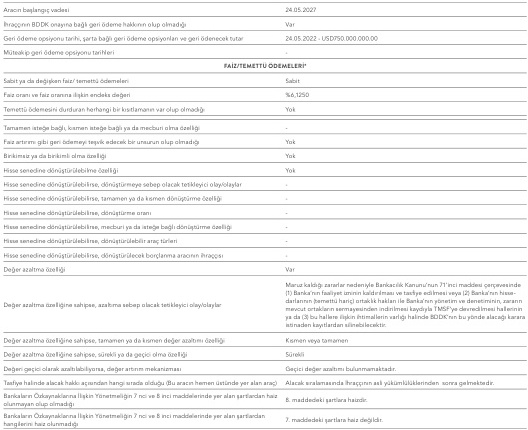 Aracın başlangıç vadesi 24.05.2027
İhraççının BDDK onayına bağlı geri ödeme hakkının olup olmadığı Var
Geri ödeme opsiyonu tarihi, şarta bağlı geri ödeme opsiyonları ve geri ödenecek tutar 24.05.2022 - USD750.000.000.00
Müteakip geri ödeme opsiyonu tarihleri -
FAİZ/TEMETTÜ ÖDEMELERİ*
Sabit ya da değişken faiz/ temettü ödemeleri Sabit
Faiz oranı ve faiz oranına ilişkin endeks değeri %6,1250
Temettü ödemesini durduran herhangi bir kısıtlamanın var olup olmadığı Yok
Tamamen isteğe bağlı, kısmen isteğe bağlı ya da mecburi olma özelliği -
Faiz artırımı gibi geri ödemeyi teşvik edecek bir unsurun olup olmadığı Yok
Birikimsiz ya da birikimli olma özelliği Yok
Hisse senedine dönüştürülebilme özelliği Yok
Hisse senedine dönüştürülebilirse, dönüştürmeye sebep olacak tetikleyici olay/olaylar -
Hisse senedine dönüştürülebilirse, tamamen ya da kısmen dönüştürme özelliği -
Hisse senedine dönüştürülebilirse, dönüştürme oranı -
Hisse senedine dönüştürülebilirse, mecburi ya da isteğe bağlı dönüştürme özelliği -
Hisse senedine dönüştürülebilirse, dönüştürülebilir araç türleri -
Hisse senedine dönüştürülebilirse, dönüştürülecek borçlanma aracının ihraççısı -
Değer azaltma özelliği Var
Değer azaltma özelliğine sahipse, azaltıma sebep olacak tetikleyici olay/olaylar
Maruz kaldığı zararlar nedeniyle Bankacılık Kanunu'nun 71'inci maddesi çerçevesinde
(1) Banka'nın faaliyet izninin kaldırılması ve tasfiye edilmesi veya (2) Banka'nın hisse-
darlarının (temettü hariç) ortaklık hakları ile Banka'nın yönetim ve denetiminin, zararın
mevcut ortakların sermayesinden indirilmesi kaydıyla TMSF'ye devredilmesi hallerinin
ya da (3) bu hallere ilişkin ihtimallerin varlığı halinde BDDK'nın bu yönde alacağı karara
istinaden kayıtlardan silinebilecektir.
Değer azaltma özelliğine sahipse, tamamen ya da kısmen değer azaltımı özelliği Kısmen veya tamamen
Değer azaltma özelliğine sahipse, sürekli ya da geçici olma özelliği Sürekli
Değeri geçici olarak azaltılabiliyorsa, değer artırım mekanizması Geçici değer azaltımı bulunmamaktadır.
Tasfiye halinde alacak hakkı açısından hangi sırada olduğu (Bu aracın hemen üstünde yer alan araç) Alacak sıralamasında İhraççının asli yükümlülüklerinden sonra gelmektedir.
Bankaların Özkaynaklarına İlişkin Yönetmeliğin 7 nci ve 8 inci maddelerinde yer alan şartlardan haiz
olunmayan olup olmadığı 8. maddedeki şartlara haizdir.
Bankaların Özkaynaklarına İlişkin Yönetmeliğin 7 nci ve 8 inci maddelerinde yer alan şartlardan
hangilerini haiz olunmadığı 7. maddedeki şartlara haiz değildir.